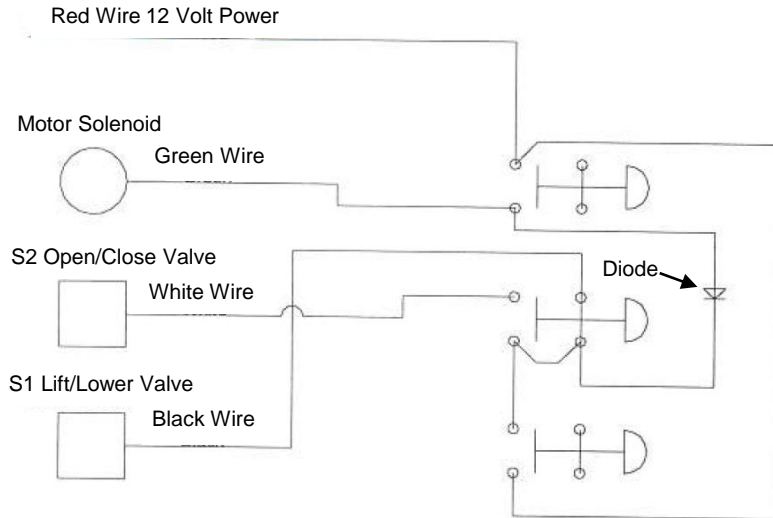 Red Wire 12 Volt Power
Motor Solenoid
Green Wire
S2 Open/Close Valve
White Wire
Diode
S1 Lift/Lower Valve
Black Wire